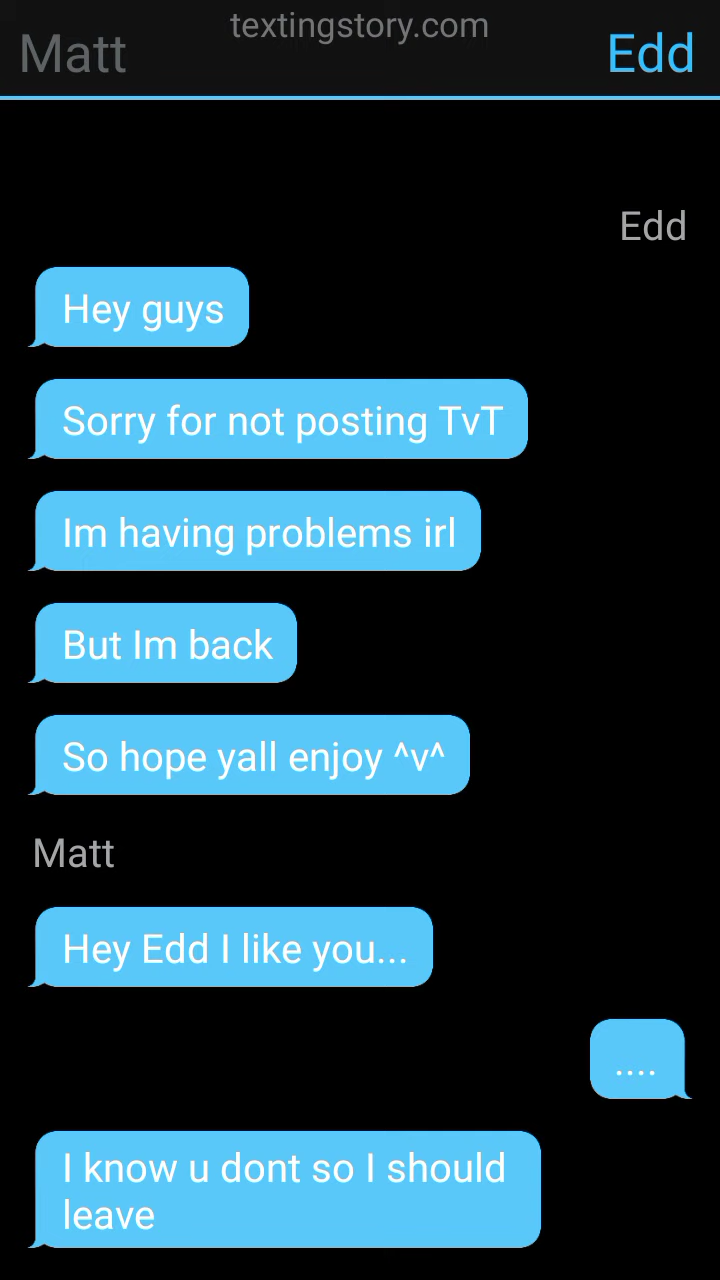 textingstory.com
Matt
Edd
Edd
Hey guys
Sorry for not posting TvT
Im having problems irl
But Im back
So hope yall enjoy ^v^
Matt
Hey Edd I like you...
....
I know u dont so I should
leave